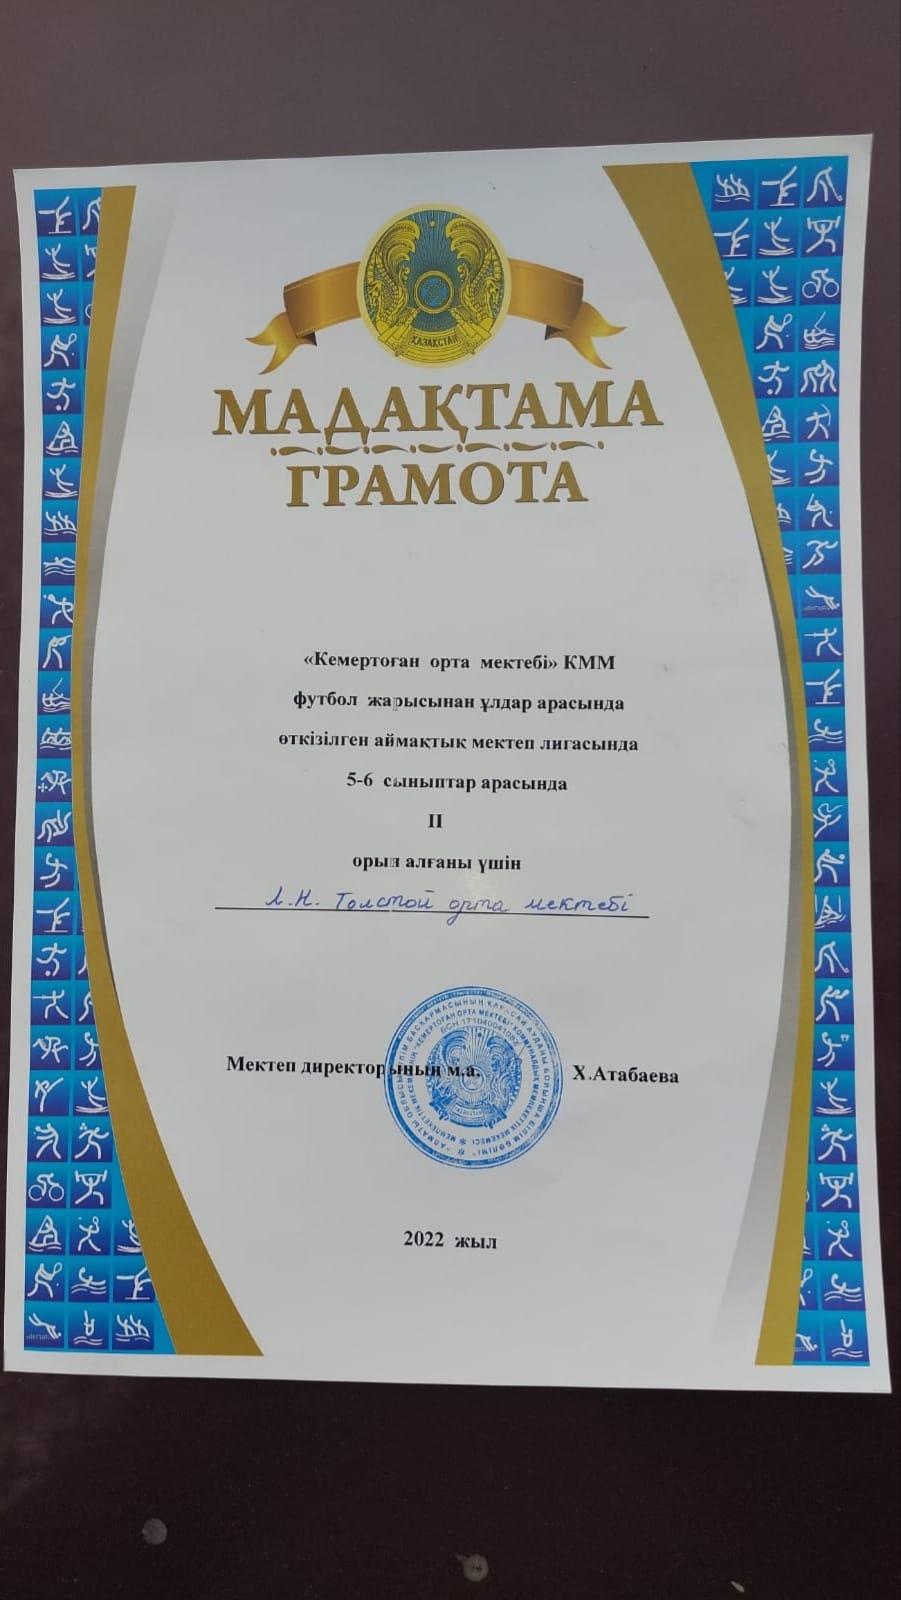 ҚАЗАҚСТАН
МАДАҚТАМА
ГРАМОТА
«Кемертоған орта мектебі» КММ
футбол жарысынан ұлдар арасында
өткізілген аймақтық мектеп лигасында
5-6 сыныптар арасында
II
орын алғаны үшін
Л.Н. Толстой орта мектебі
Мектеп директорының м.а.
Х.Атабаева
2022 жыл